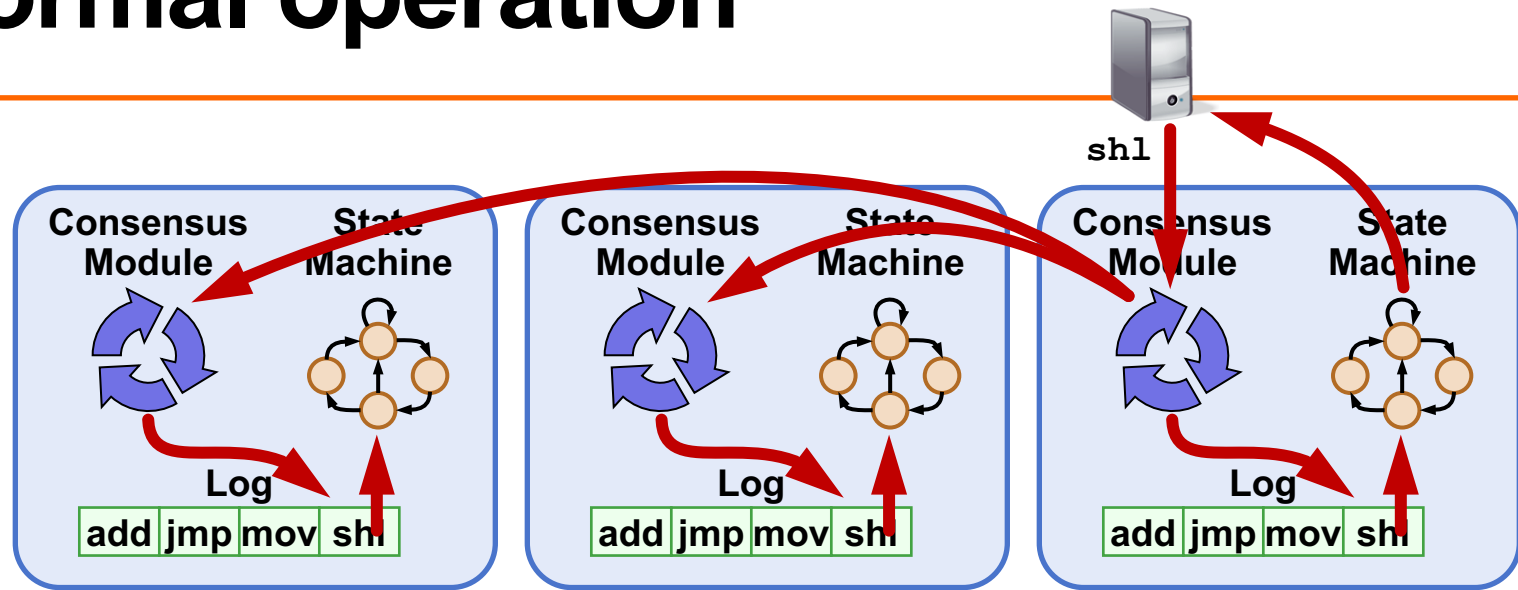 ormal operation
shl
Consensus Module
State Machine
Log
add jmp mov shl
Consensus Module
State Machine
Log
add jmp mov shl
Consensus Module
State Machine
Log
add jmp mov shl